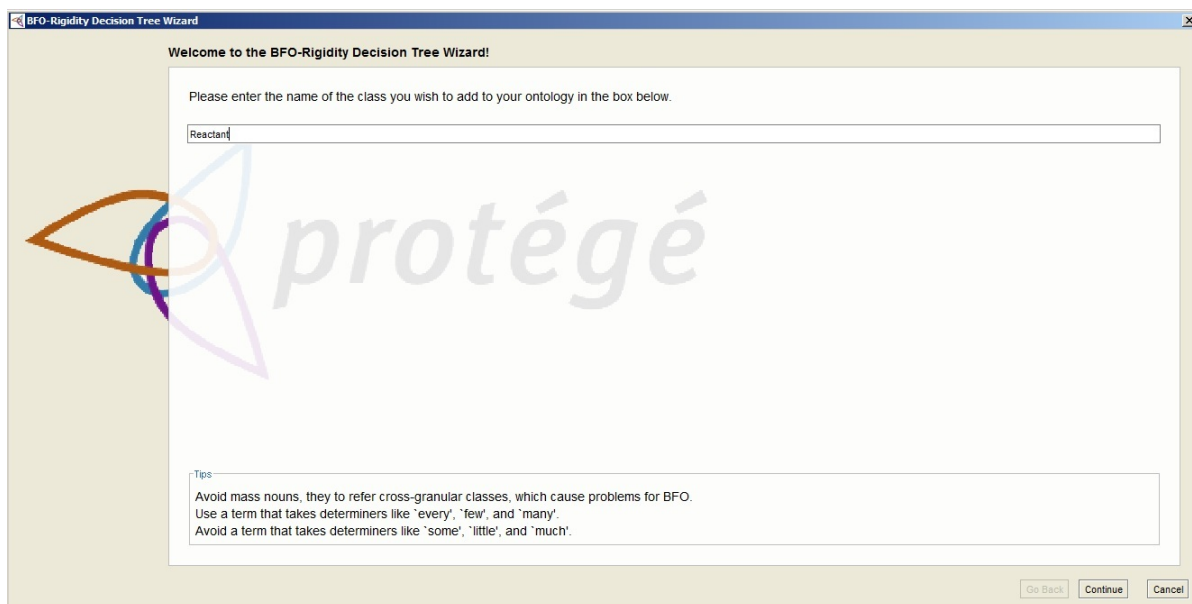 BFO-Rigidity Decision Tree Wizard
Welcome to the BFO-Rigidity Decision Tree Wizard!
Please enter the name of the class you wish to add to your ontology in the box below.
Reactant
protégé
Tips
Avoid mass nouns, they to refer cross-granular classes, which cause problems for BFO.
Use a term that takes determiners like `every', `few', and `many'.
Avoid a term that takes determiners like `some', `little', and `much'.
Go Back Continue Cancel